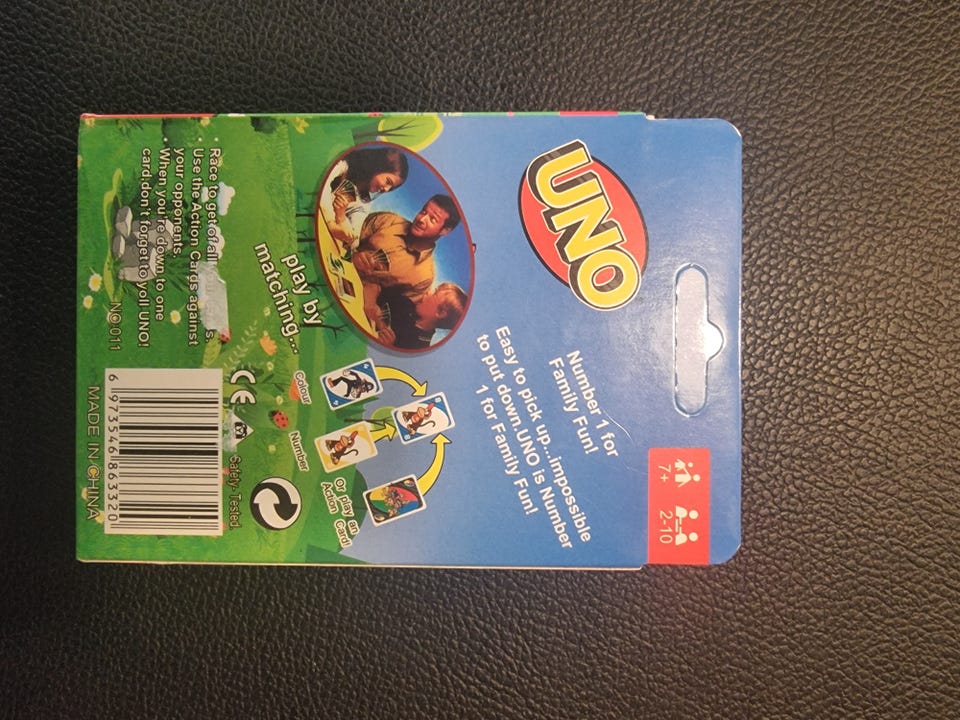 UNO
Number 1 for
Family Fun!
Easy to pick up...impossible
to put down.UNO is Number
1 for Family Fun!
7+
2-10
play by
matching...
Colour
Number
Or play an
Action Card!
· Race to get of all
· Use the Action Cards against
your opponents.
· When you're down to one
card,don't forget to yoll UNO!
NO:011
CE
Safety- Tested
6 973546 863320
MADE IN CHINA